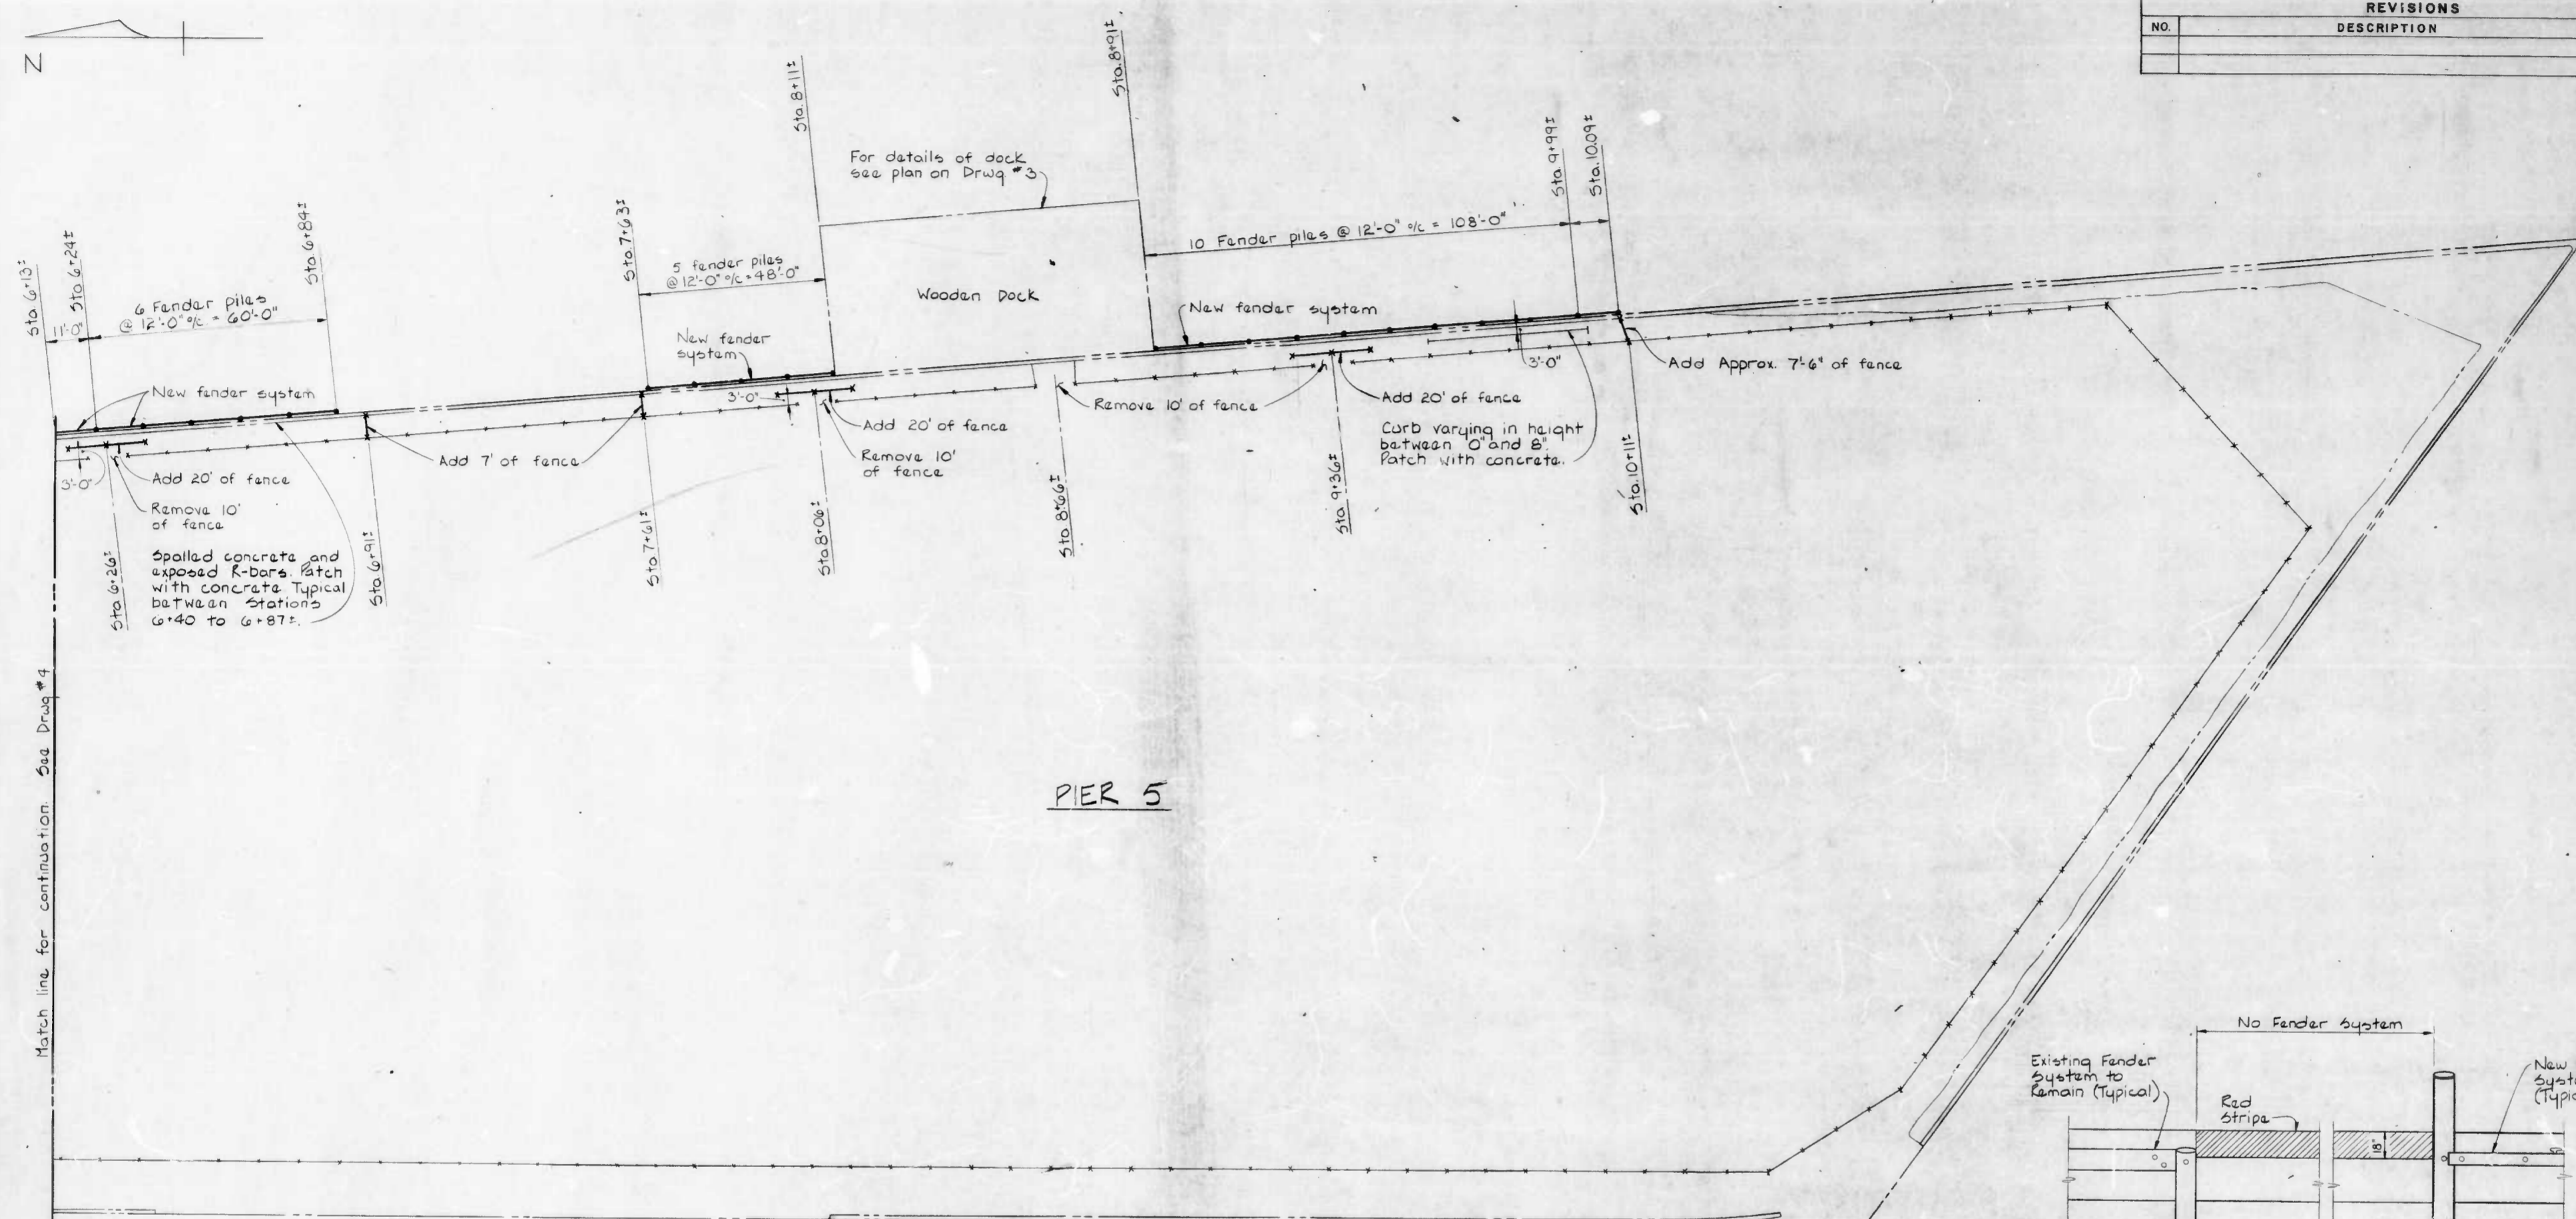 REVISIONS
NO.
DESCRIPTION
N
Sta. 6+13±
Sta 6+24±
Sta 6+84±
Sta 7+63±
Sta. 8+11±
Sta. 8+91±
Sta 9+99±
Sta. 10.09±
11'-0"
6 Fender piles
@ 12'-0" o/c = 60'-0"
5 fender piles
@ 12'-0" o/c = 48'-0"
For details of dock
see plan on Drwg. #3
10 Fender piles @ 12'-0" o/c = 108'-0"
Wooden Dock
New fender system
New fender
system
New fender system
3'-0"
Add 20' of fence
Remove 10'
of fence
Spalled concrete and
exposed R-bars. Patch
with concrete. Typical
between Stations
6+40 to 6+87±.
Add 7' of fence
3'-0"
Add 20' of fence
Remove 10'
of fence
Remove 10' of fence
Add 20' of fence
3'-0"
Curb varying in height
between 0" and 8".
Patch with concrete.
Add Approx. 7'-6" of fence
Sta 6+26±
Sta. 6+91±
Sta 7+61±
Sta 8+06±
Sta 8+66±
Sta 9+36±
Sta. 10+11±
Match line for continuation. See Drwg #4
PIER 5
No Fender System
Existing Fender
System to
Remain (Typical)
Red
Stripe
18"
New